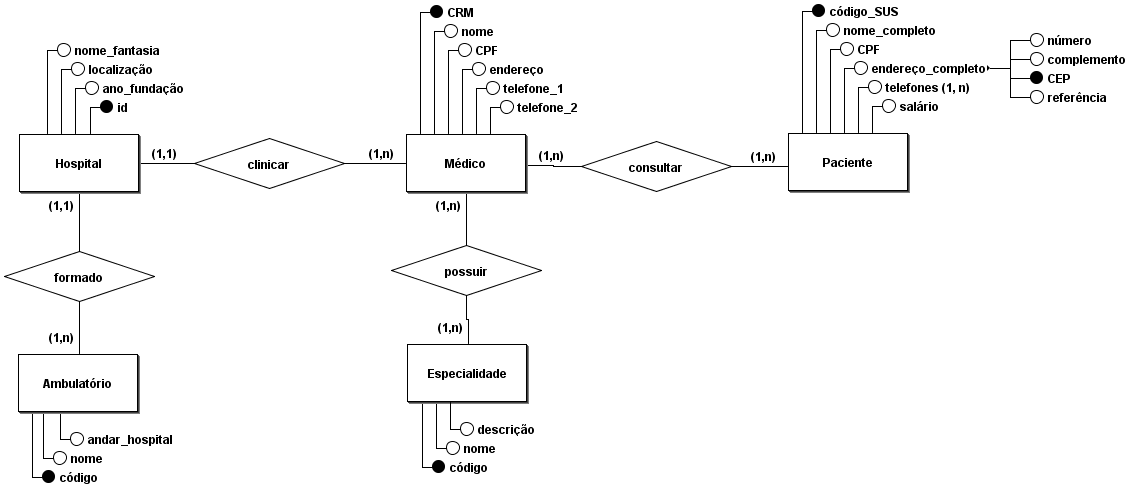 CRM
nome
CPF
endereço
telefone_1
telefone_2
código_SUS
nome_completo
CPF
endereço_completo
telefones (1, n)
salário
número
complemento
CEP
referência
nome_fantasia
localização
ano_fundação
id
Hospital
(1,1)
clinicar
(1,n)
Médico
(1,n)
consultar
(1,n)
Paciente
(1,1)
formado
(1,n)
Ambulatório
andar_hospital
nome
código
(1,n)
possuir
(1,n)
Especialidade
descrição
nome
código